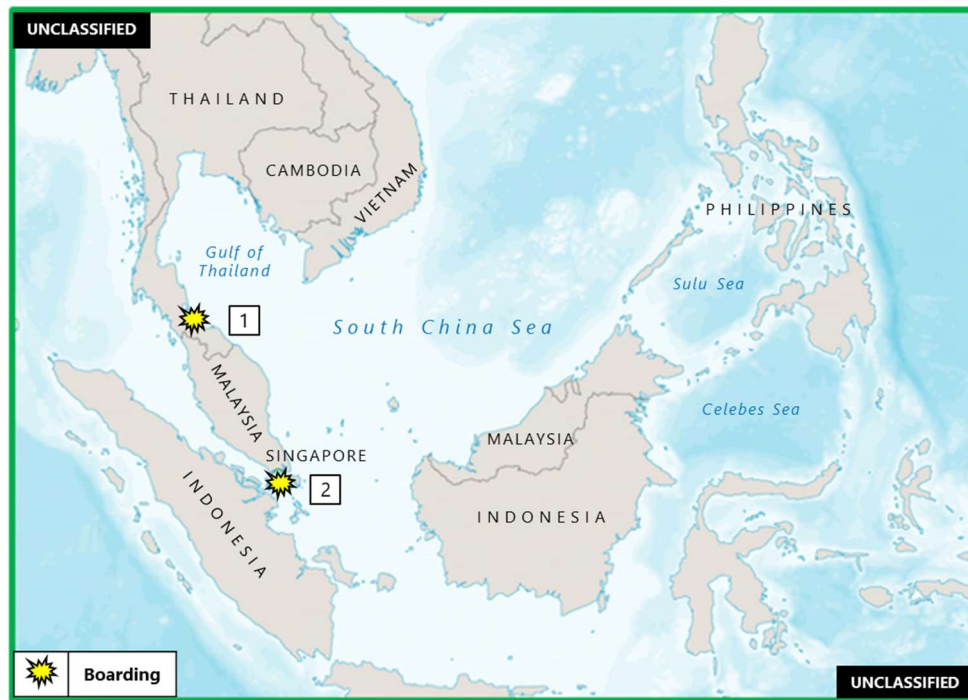 UNCLASSIFIED
THAILAND
CAMBODIA
VIETNAM
PHILIPPINES
Gulf of
Thailand
Sulu Sea
1
South China Sea
MALAYSIA
Celebes Sea
MALAYSIA
SINGAPORE
2
INDONESIA
INDONESIA
Boarding
UNCLASSIFIED